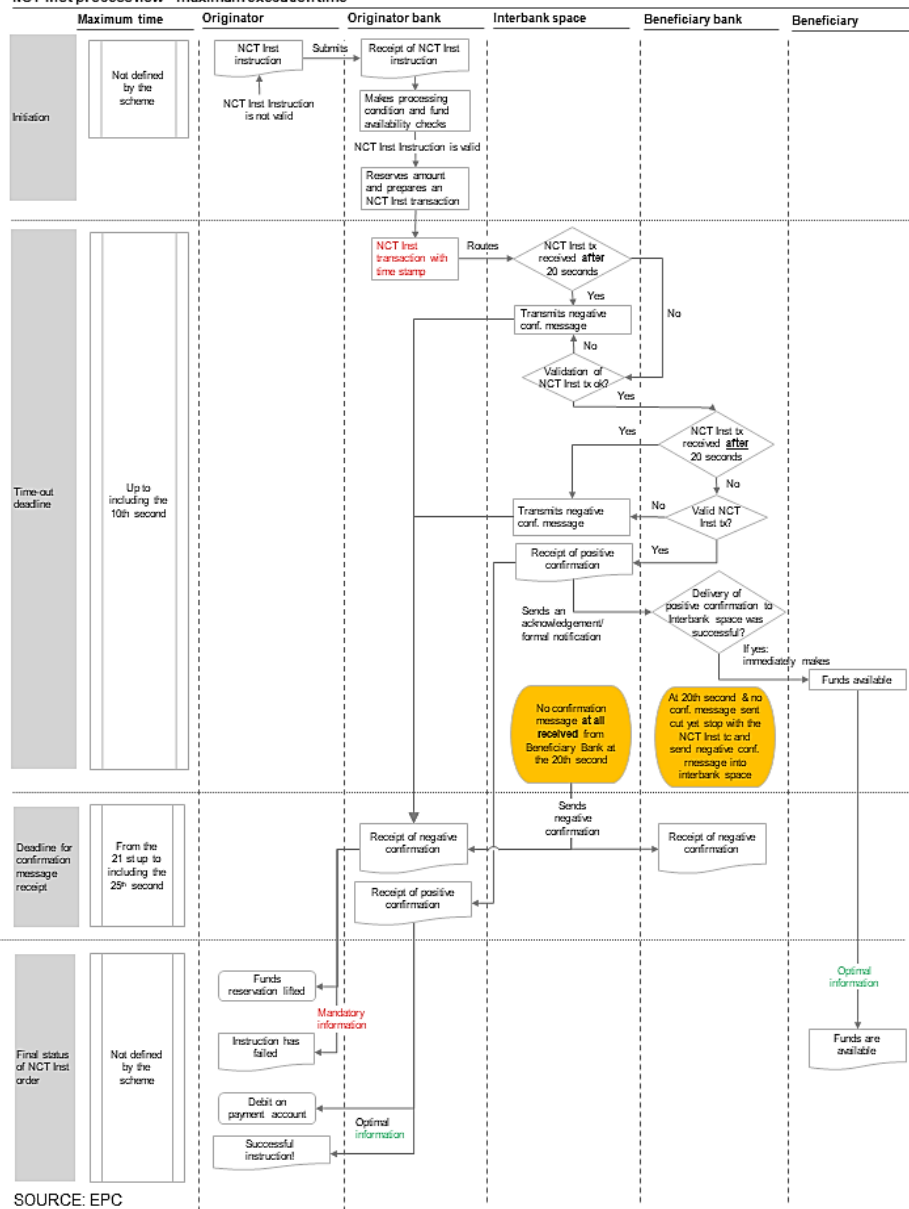 NCT Inst process view – maximum execution time
Maximum time
Originator
Originator bank
Interbank space
Beneficiary bank
Beneficiary
Initiation
Not defined
by the
scheme
NCT Inst
instruction
Submits
Receipt of NCT Inst
instruction
NCT Inst Instruction
is not valid
Makes processing
condition and fund
availability checks
NCT Inst Instruction is valid
Reserves amount
and prepares an
NCT Inst transaction
Time-out
deadline
Up to
including the
10th second
NCT Inst
transaction with
time stamp
Routes
NCT Inst tx
received after
20 seconds
Yes
No
Transmits negative
conf. message
No
Validation of
NCT Inst tx ok?
Yes
NCT Inst tx
received after
20 seconds
Yes
No
Transmits negative
conf. message
No
Valid NCT
Inst tx?
Yes
Receipt of positive
confirmation
Sends an
acknowledgement/
formal notification
Delivery of
positive confirmation to
Interbank space was
successful?
If yes:
immediately makes
Funds available
No confirmation
message at all
received from
Beneficiary Bank at
the 20th second
At 20th second & no
conf. message sent
cut yet stop with the
NCT Inst tc and
send negative conf.
rnessage into
interbank space
Deadline for
confirmation
message
receipt
From the
21 st up to
including the
25th second
Sends
negative
confirmation
Receipt of negative
confirmation
Receipt of negative
confirmation
Receipt of positive
confirmation
Final status
of NCT Inst
order
Not defined
by the
scheme
Funds
reservation lifted
Mandatory
information
Instruction has
failed
Debit on
payment account
Optimal
information
Successful
instruction!
Optimal
information
Funds are
available
SOURCE: EPC